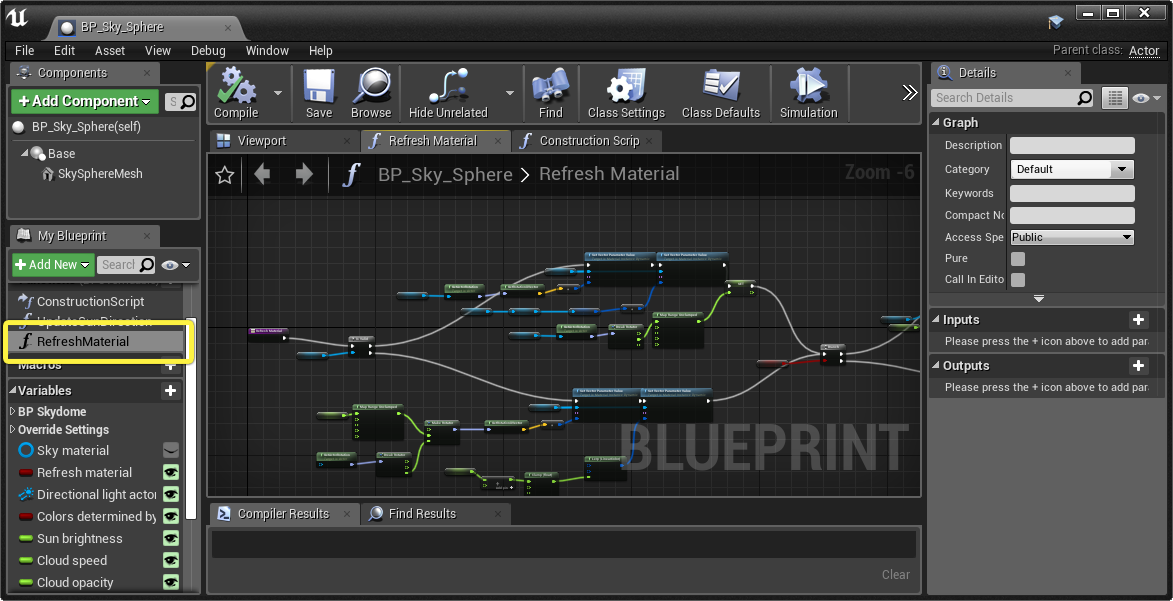 BP_Sky_Sphere
File Edit Asset View Debug Window Help
Parent class: Actor
Components
+Add Component
S
BP_Sky_Sphere(self)
Base
SkySphereMesh
My Blueprint
+Add New
Search
ConstructionScript
UpdateSunDirection
RefreshMaterial
Macros
Variables
BP Skydome
Override Settings
Sky material
Refresh material
Directional light actor
Colors determined by
Sun brightness
Cloud speed
Cloud opacity
Compile
Save
Browse
Hide Unrelated
Find
Class Settings
Class Defaults
Simulation
Viewport
Refresh Material
Construction Scrip
BP_Sky_Sphere > Refresh Material
Zoom -6
Refresh Material
BLUEPRINT
Compiler Results
Find Results
Clear
Details
Search Details
Graph
Description
Category Default
Keywords
Compact No
Access Spe Public
Pure
Call In Edito
Inputs
Please press the + icon above to add par
Outputs
Please press the + icon above to add par